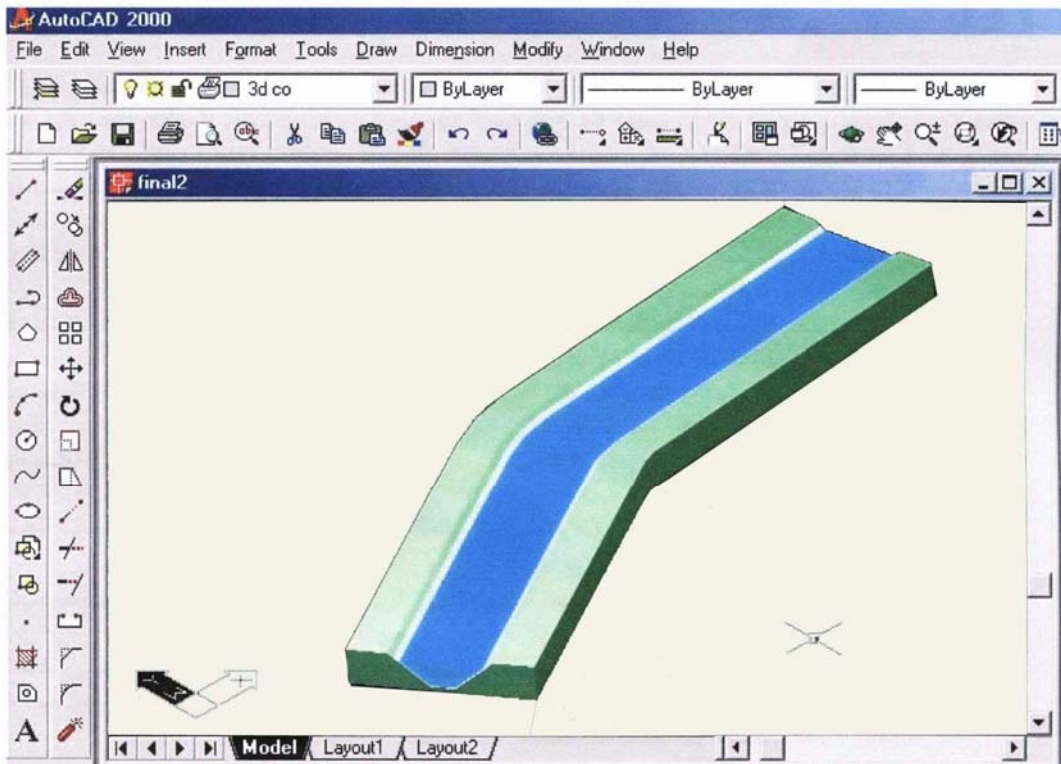 AutoCAD 2000
File Edit View Insert Format Tools Draw Dimension Modify Window Help
3d co ByLayer ByLayer ByLayer
abc
final2
A
Model Layout1 Layout2